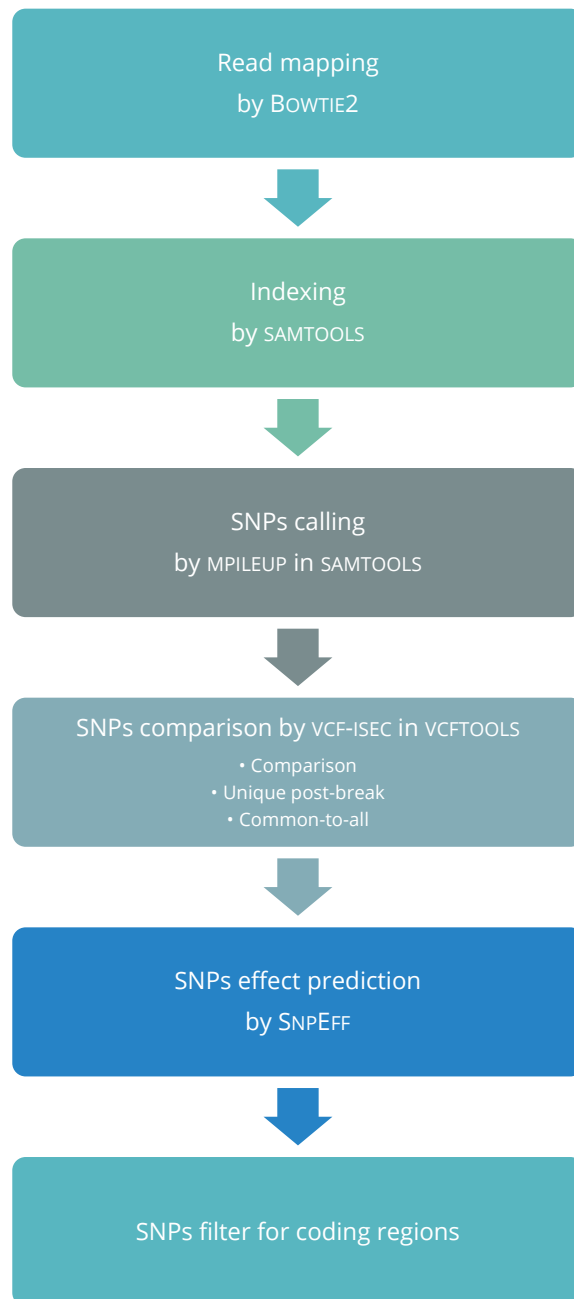 Read mapping
by BOWTIE2
Indexing
by SAMTOOLS
SNPs calling
by MPILEUP in SAMTOOLS
SNPs comparison by VCF-ISEC in VCFTOOLS
• Comparison
• Unique post-break
• Common-to-all
SNPs effect prediction
by SNPEFF
SNPs filter for coding regions